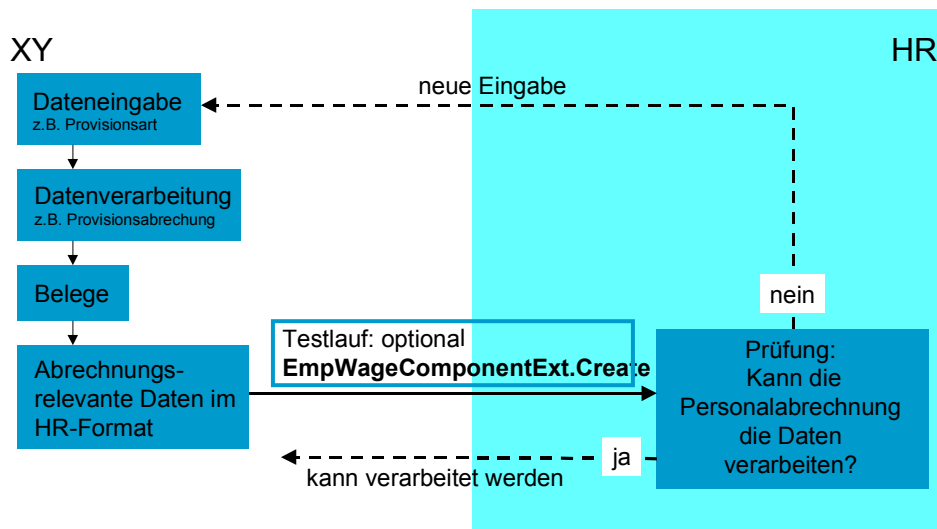 XY
HR
neue Eingabe
Dateneingabe
z.B. Provisionsart
Datenverarbeitung
z.B. Provisionsabrechung
Belege
nein
Testlauf: optional
EmpWageComponentExt.Create
Abrechnungs-
relevante Daten im
HR-Format
Prüfung:
Kann die
Personalabrechnung
die Daten
verarbeiten?
ja
kann verarbeitet werden